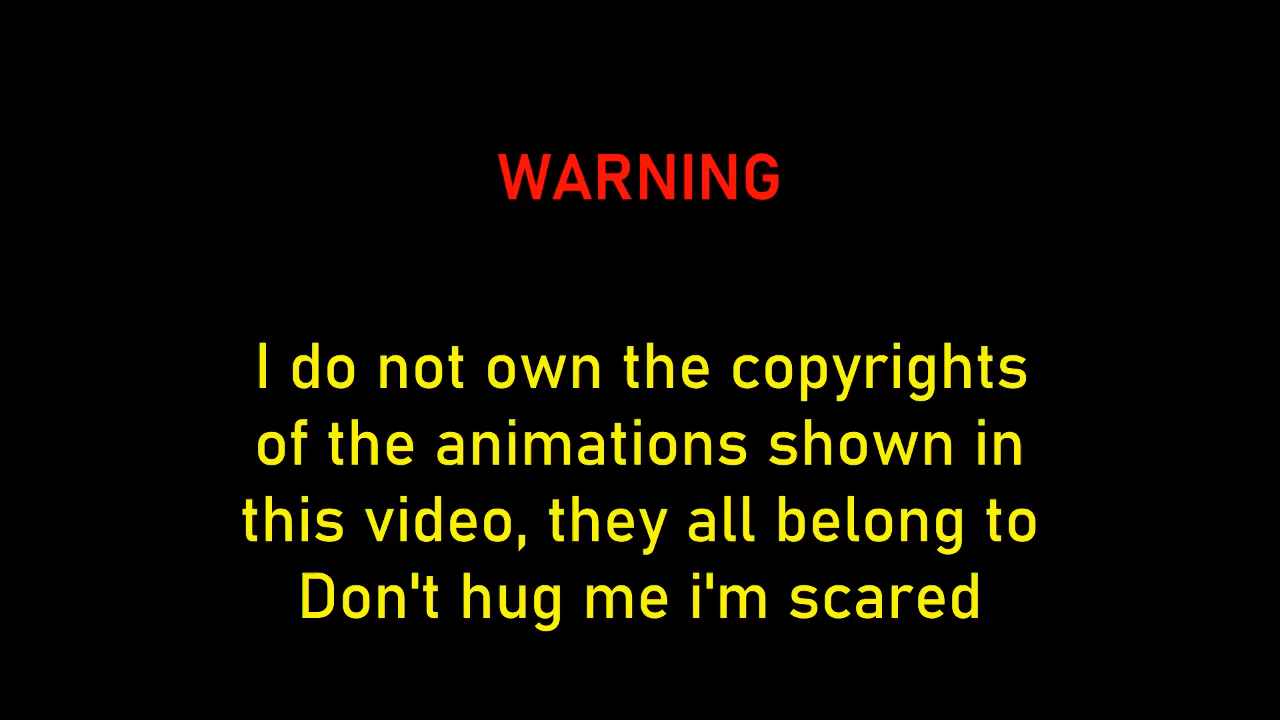 WARNING
I do not own the copyrights
of the animations shown in
this video, they all belong to
Don't hug me i'm scared